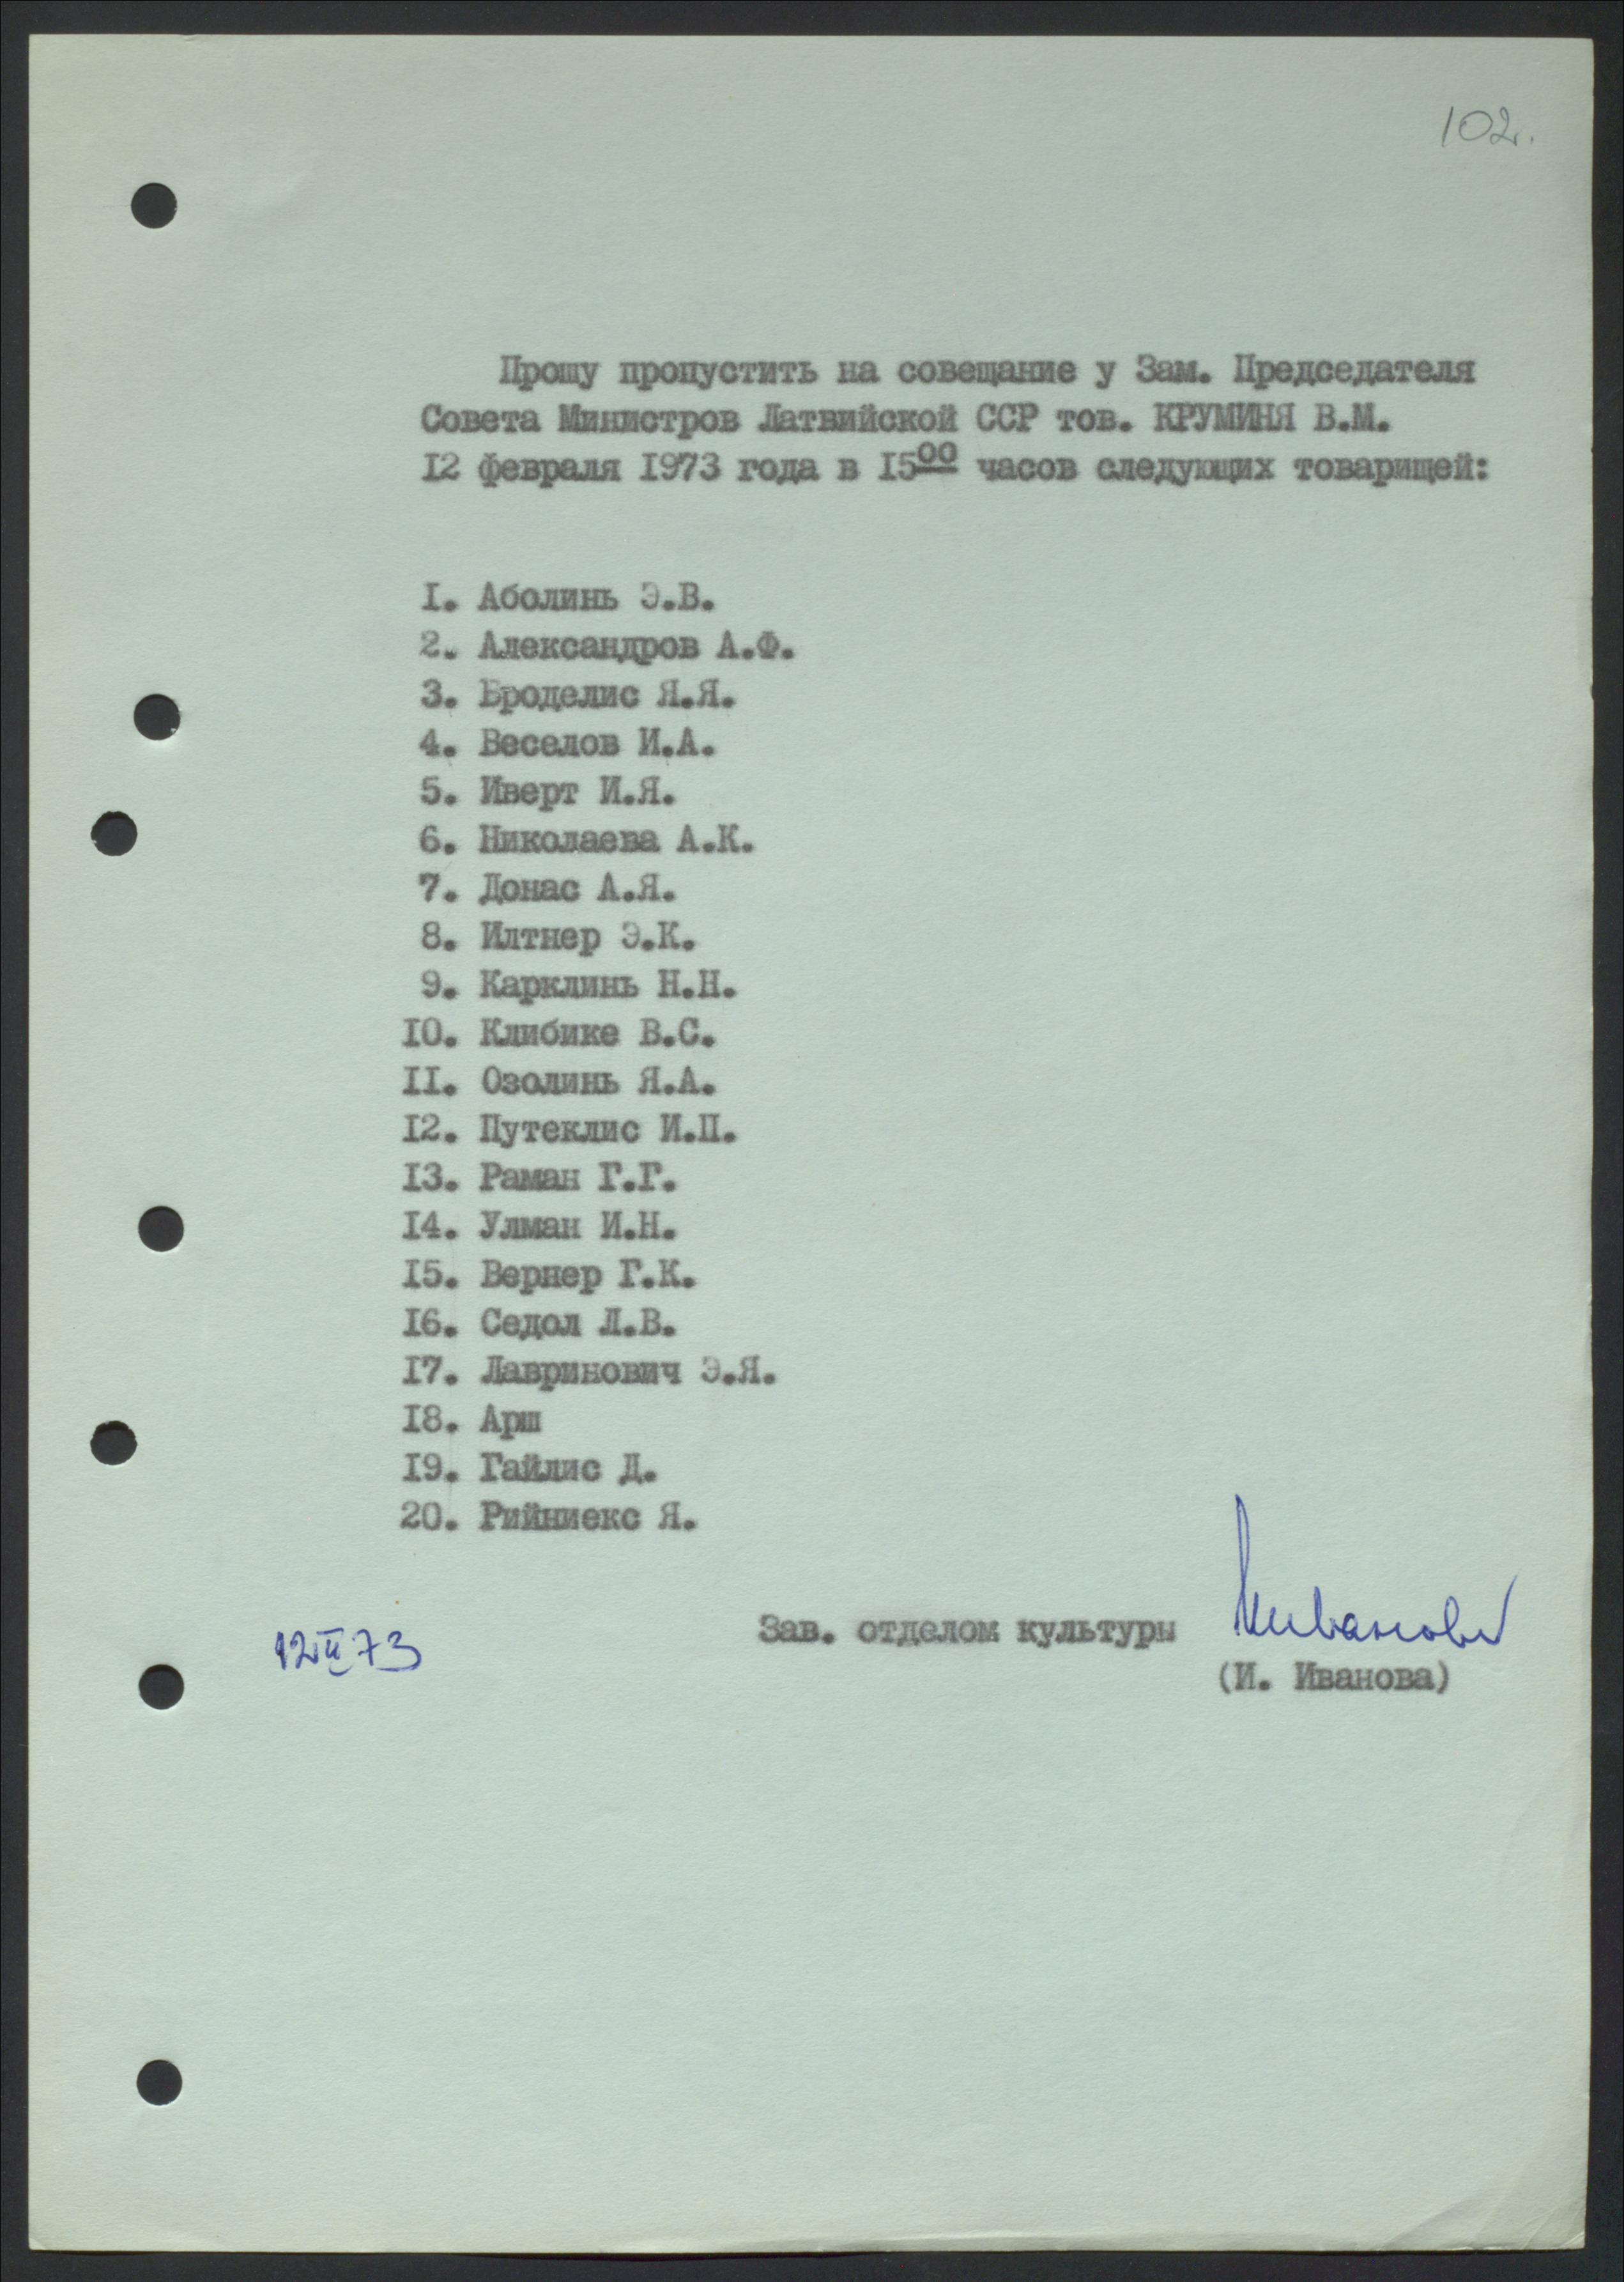 102.
Прошу пропустить на совещание у Зам. Председателя
Совета Министров Латвийской ССР тов. КРУМИНЯ В.М.
12 февраля 1973 года в 15⁰⁰ часов следующих товарищей:
1. Аболинь Э.В.
2. Александров А.Ф.
3. Броделис Я.Я.
4. Веселов И.А.
5. Иверт И.Я.
6. Николаева А.К.
7. Донас А.Я.
8. Илтнер Э.К.
9. Карклинь Н.Н.
10. Клибике В.С.
11. Озолинь Я.А.
12. Путеклис И.П.
13. Раман Г.Г.
14. Улман И.Н.
15. Вернер Г.К.
16. Седол Л.В.
17. Лавринович Э.Я.
18. Арш
19. Гайлис Д.
20. Рийниекс Я.
Зав. отделом культуры Иванова
12 II 73
(И. Иванова)